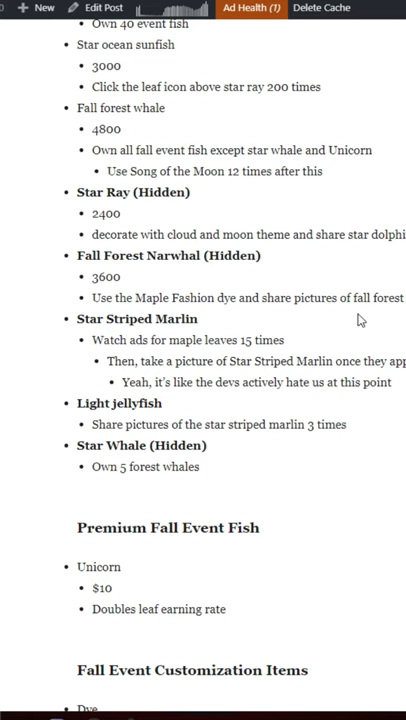 New Edit Post Ad Health (1) Delete Cache
Own 40 event fish
Star ocean sunfish
3000
Click the leaf icon above star ray 200 times
Fall forest whale
4800
Own all fall event fish except star whale and Unicorn
Use Song of the Moon 12 times after this
Star Ray (Hidden)
2400
decorate with cloud and moon theme and share star dolphi
Fall Forest Narwhal (Hidden)
3600
Use the Maple Fashion dye and share pictures of fall forest
Star Striped Marlin
Watch ads for maple leaves 15 times
Then, take a picture of Star Striped Marlin once they app
Yeah, it's like the devs actively hate us at this point
Light jellyfish
Share pictures of the star striped marlin 3 times
Star Whale (Hidden)
Own 5 forest whales
Premium Fall Event Fish
Unicorn
$10
Doubles leaf earning rate
Fall Event Customization Items
Dye